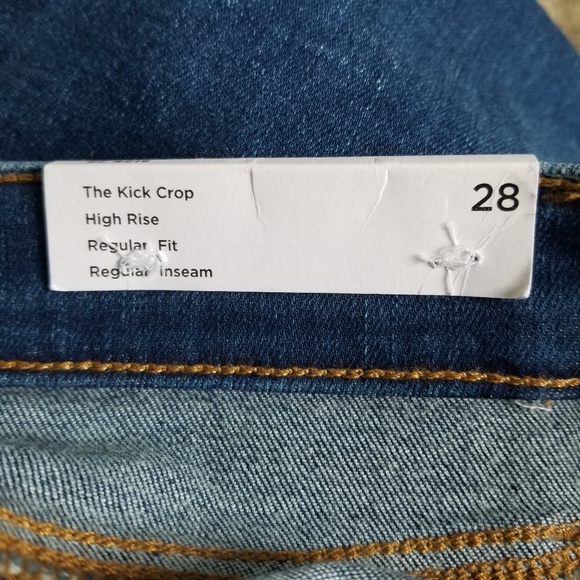 The Kick Crop
28
High Rise
Regular Fit
Regular Inseam